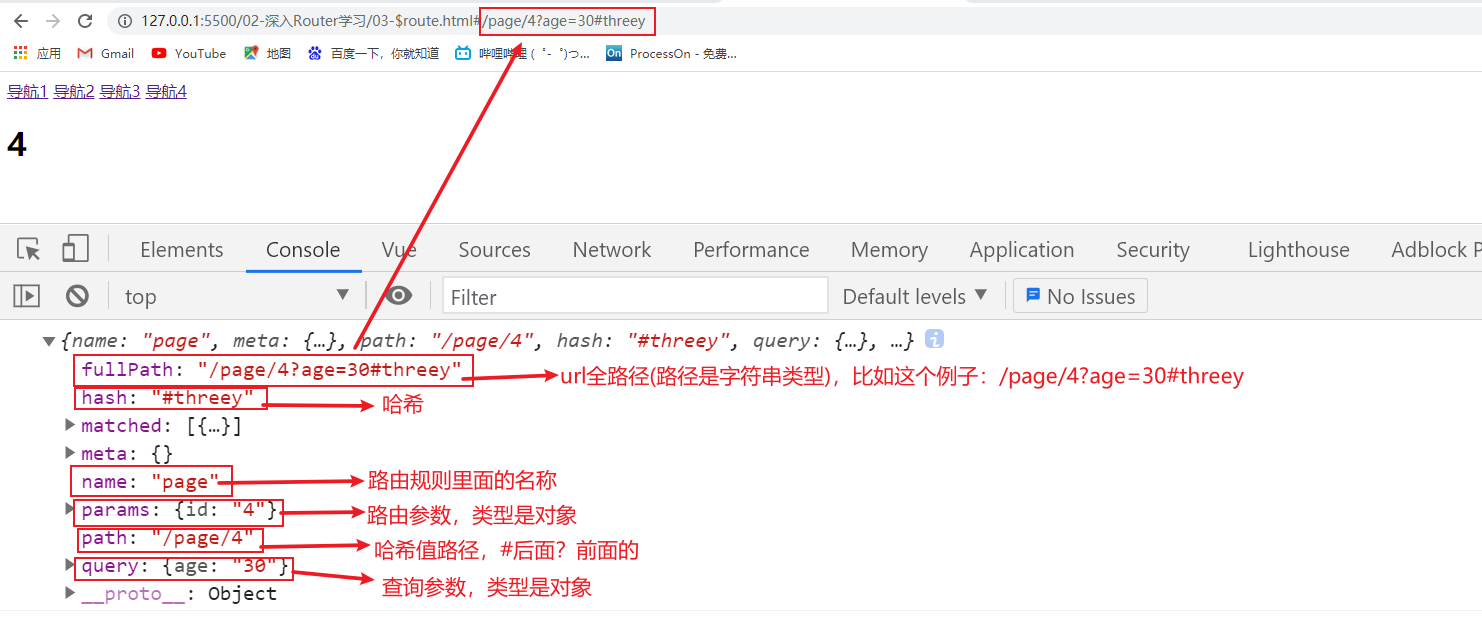 127.0.0.1:5500/02-深入Router学习/03-$route.html#/page/4?age=30#threey
应用 Gmail YouTube 地图 百度一下，你就知道 哔哩哔哩 ( ゜- ゜)つ... On ProcessOn - 免费...
导航1 导航2 导航3 导航4
4
Elements Console Vue Sources Network Performance Memory Application Security Lighthouse Adblock P
top Filter Default levels No Issues
{name: "page", meta: {…}, path: "/page/4", hash: "#threey", query: {…}, …} i
fullPath: "/page/4?age=30#threey" url全路径(路径是字符串类型)，比如这个例子：/page/4?age=30#threey
hash: "#threey" 哈希
matched: [{…}]
meta: {}
name: "page" 路由规则里面的名称
params: {id: "4"} 路由参数，类型是对象
path: "/page/4" 哈希值路径，#后面？前面的
query: {age: "30"} 查询参数，类型是对象
__proto__: Object